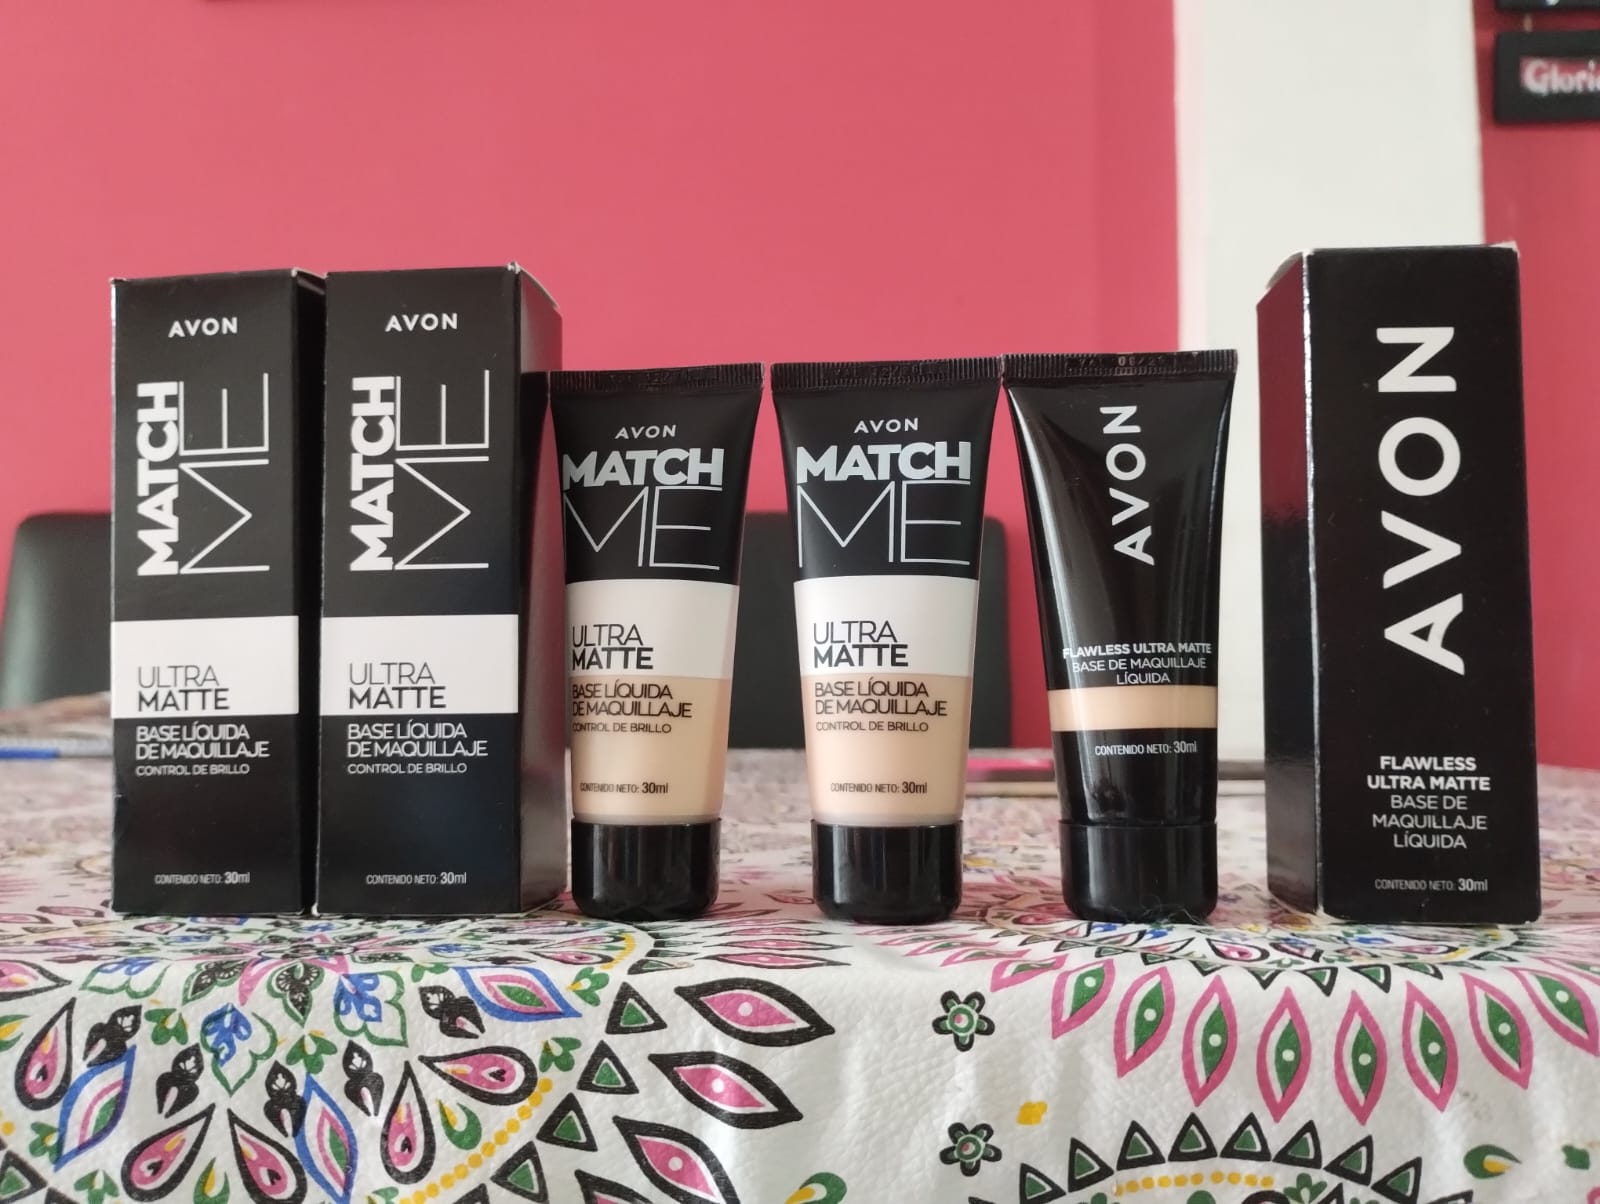 AVON
MATCH
ME
ULTRA
MATTE
BASE LÍQUIDA
DE MAQUILLAJE
CONTROL DE BRILLO
CONTENIDO NETO: 30ml
AVON
MATCH
ME
ULTRA
MATTE
BASE LÍQUIDA
DE MAQUILLAJE
CONTROL DE BRILLO
CONTENIDO NETO: 30ml
AVON
MATCH
ME
ULTRA
MATTE
BASE LÍQUIDA
DE MAQUILLAJE
CONTROL DE BRILLO
CONTENIDO NETO: 30ml
AVON
MATCH
ME
ULTRA
MATTE
BASE LÍQUIDA
DE MAQUILLAJE
CONTROL DE BRILLO
CONTENIDO NETO: 30ml
AVON
FLAWLESS ULTRA MATTE
BASE DE MAQUILLAJE
LÍQUIDA
CONTENIDO NETO: 30ml
AVON
FLAWLESS
ULTRA MATTE
BASE DE
MAQUILLAJE
LÍQUIDA
CONTENIDO NETO: 30ml